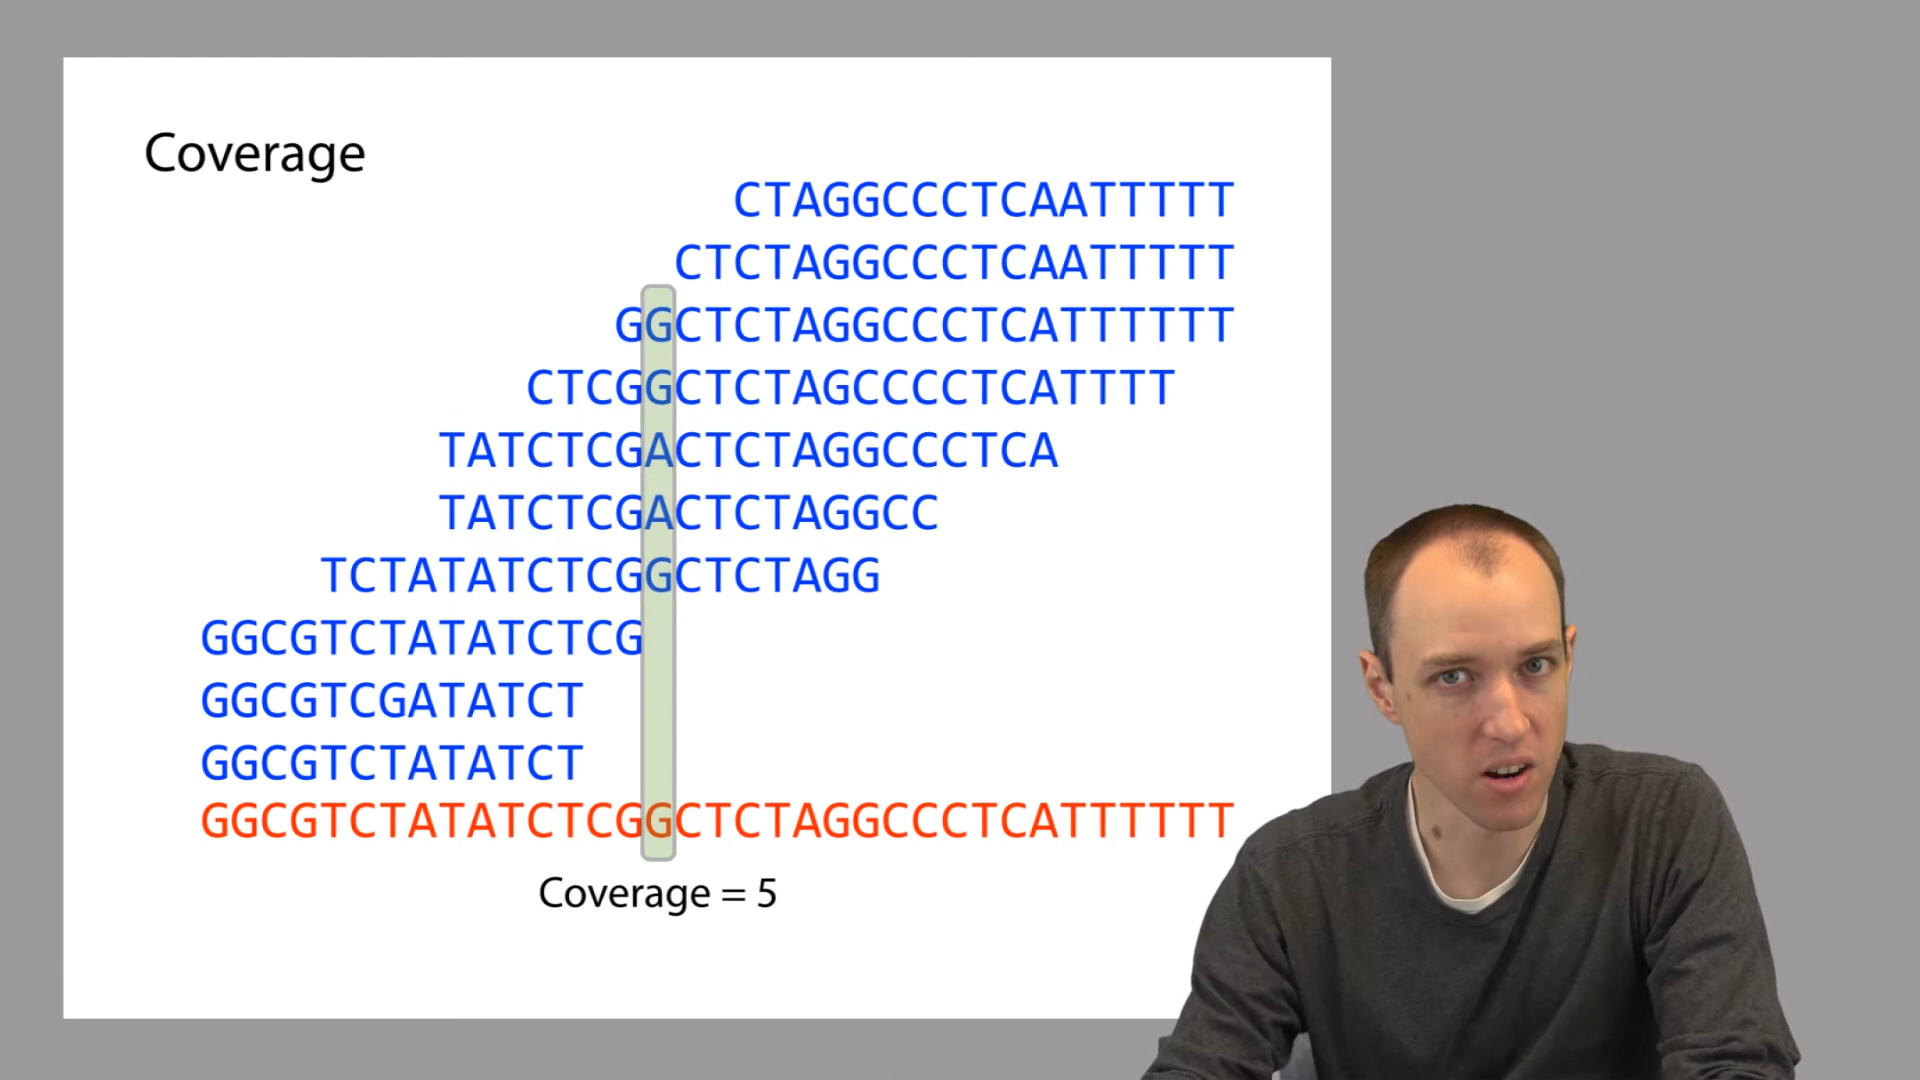 Coverage
CTAGGCCCTCAATTTTT
CTCTAGGCCCTCAATTTTT
GGCTCTAGGCCCTCATTTTTT
CTCGGCTCTAGCCCCTCATTTT
TATCTCGACTCTAGGCCCTCA
TATCTCGACTCTAGGCC
TCTATATCTCGGCTCTAGG
GGCGTCTATATCTCG
GGCGTCGATATCT
GGCGTCTATATCT
GGCGTCTATATCTCGGCTCTAGGCCCTCATTTTTT
Coverage = 5